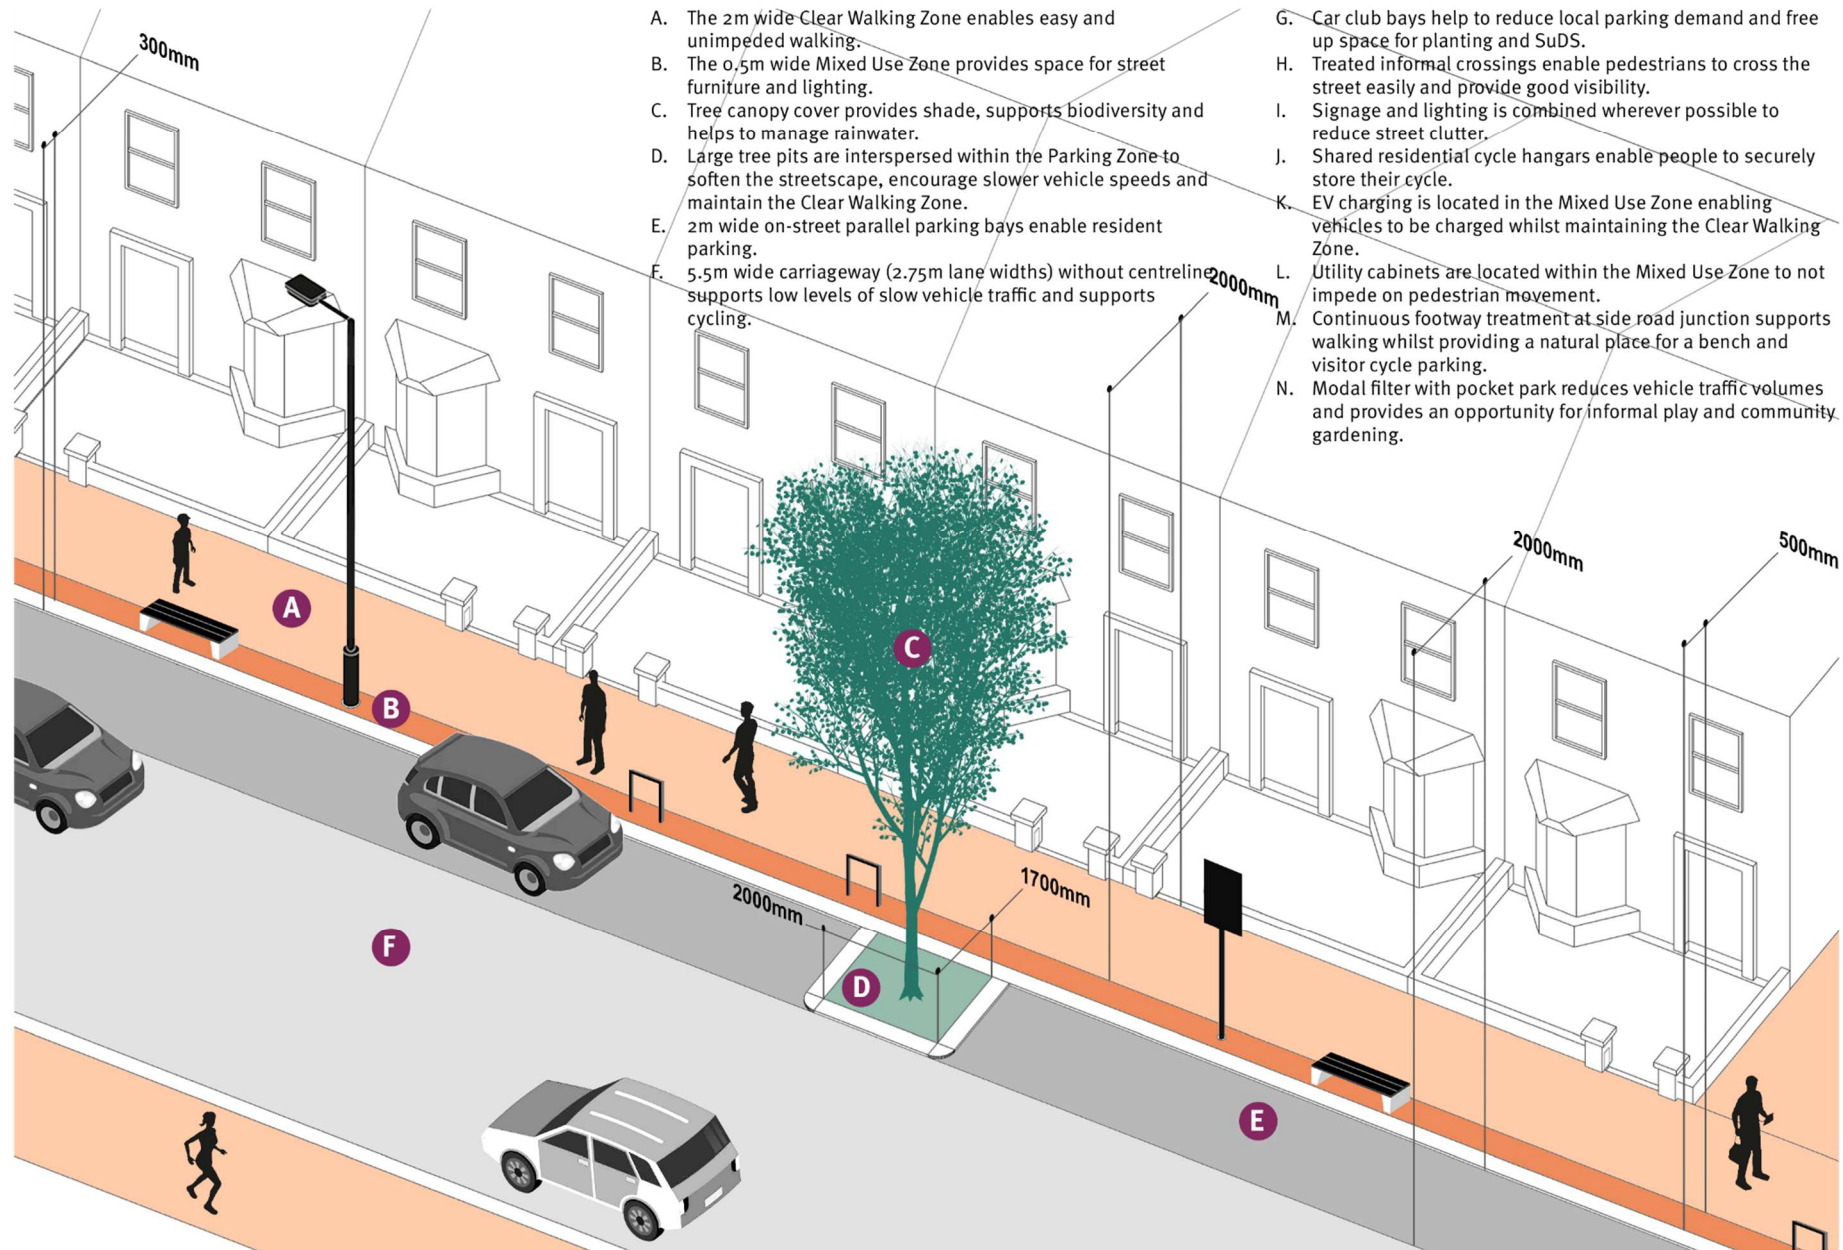 A. The 2m wide Clear Walking Zone enables easy and
unimpeded walking.
B. The 0.5m wide Mixed Use Zone provides space for street
furniture and lighting.
C. Tree canopy cover provides shade, supports biodiversity and
helps to manage rainwater.
D. Large tree pits are interspersed within the Parking Zone to
soften the streetscape, encourage slower vehicle speeds and
maintain the Clear Walking Zone.
E. 2m wide on-street parallel parking bays enable resident
parking.
F. 5.5m wide carriageway (2.75m lane widths) without centreline
supports low levels of slow vehicle traffic and supports
cycling.
G. Car club bays help to reduce local parking demand and free
up space for planting and SuDS.
H. Treated informal crossings enable pedestrians to cross the
street easily and provide good visibility.
I. Signage and lighting is combined wherever possible to
reduce street clutter.
J. Shared residential cycle hangars enable people to securely
store their cycle.
K. EV charging is located in the Mixed Use Zone enabling
vehicles to be charged whilst maintaining the Clear Walking
Zone.
L. Utility cabinets are located within the Mixed Use Zone to not
impede on pedestrian movement.
M. Continuous footway treatment at side road junction supports
walking whilst providing a natural place for a bench and
visitor cycle parking.
N. Modal filter with pocket park reduces vehicle traffic volumes
and provides an opportunity for informal play and community
gardening.
300mm
2000mm
2000mm
500mm
A
C
B
2000mm
1700mm
F
D
E